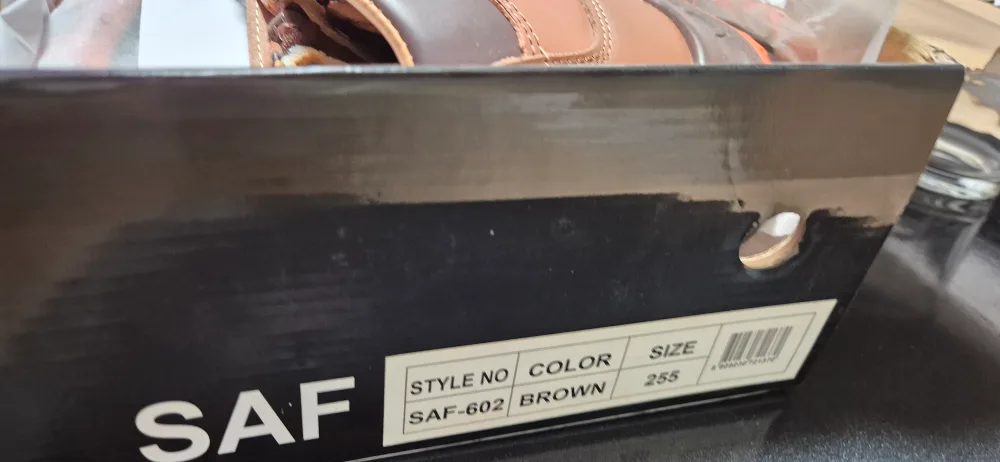 SAF
STYLE NO COLOR SIZE
SAF-602 BROWN 255